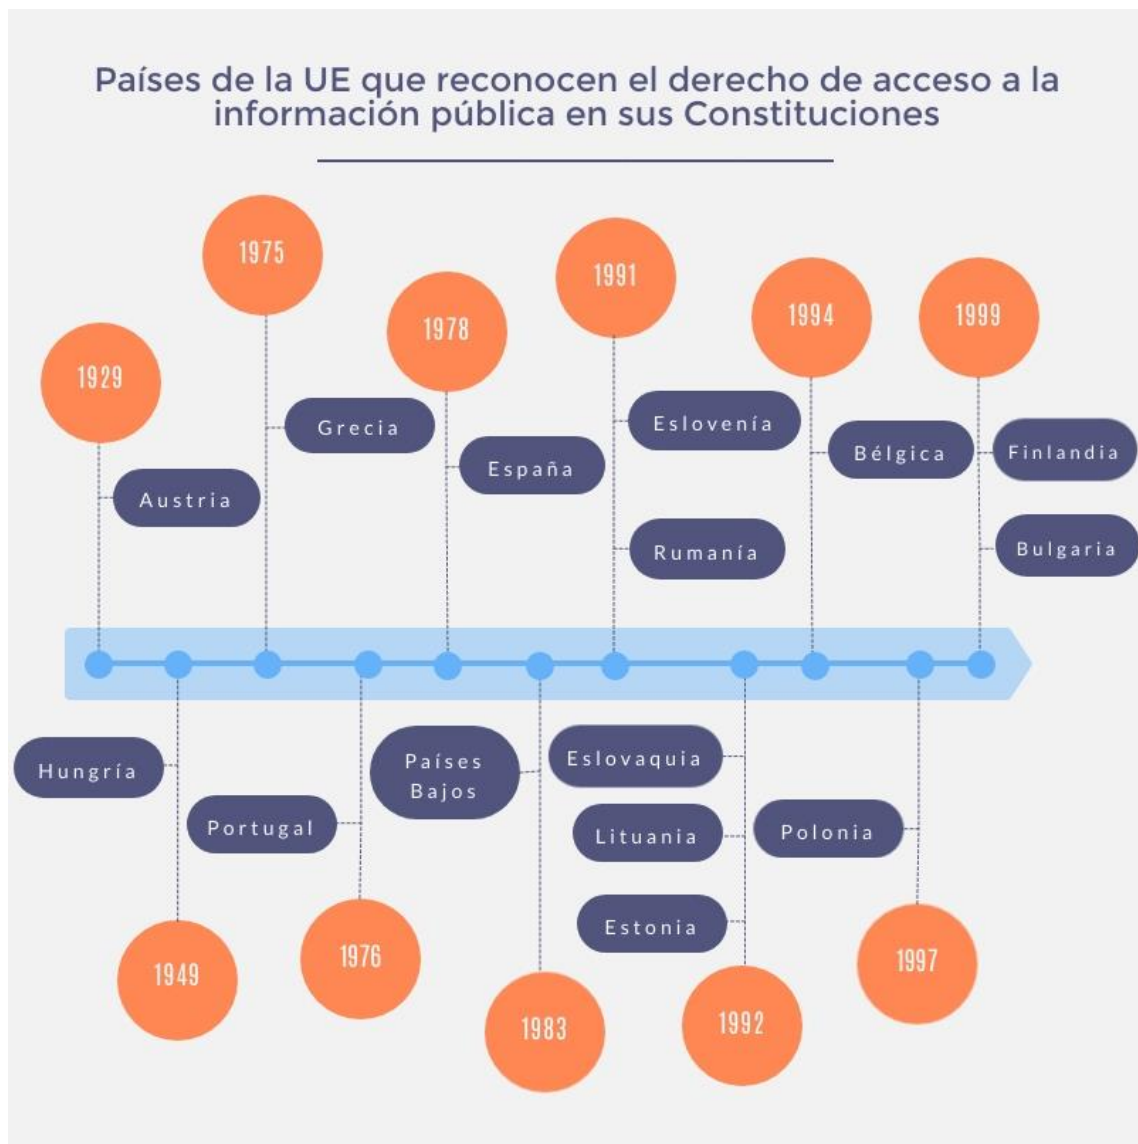 Países de la UE que reconocen el derecho de acceso a la
información pública en sus Constituciones
1929
Austria
1949
Hungría
1975
Grecia
1976
Portugal
1978
España
1983
Países
Bajos
1991
Eslovenía
Rumanía
1992
Eslovaquia
Lituania
Estonia
1994
Bélgica
1997
Polonia
1999
Finlandia
Bulgaria